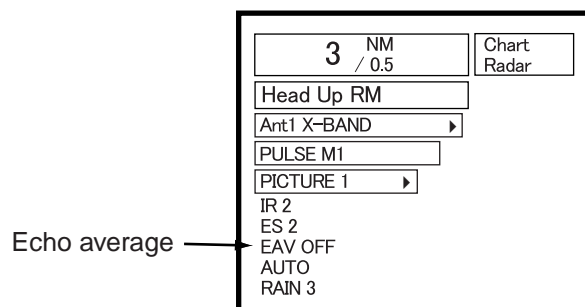 3 NM / 0.5
Chart Radar
Head Up RM
Ant1 X-BAND
PULSE M1
PICTURE 1
IR 2
ES 2
Echo average
EAV OFF
AUTO
RAIN 3